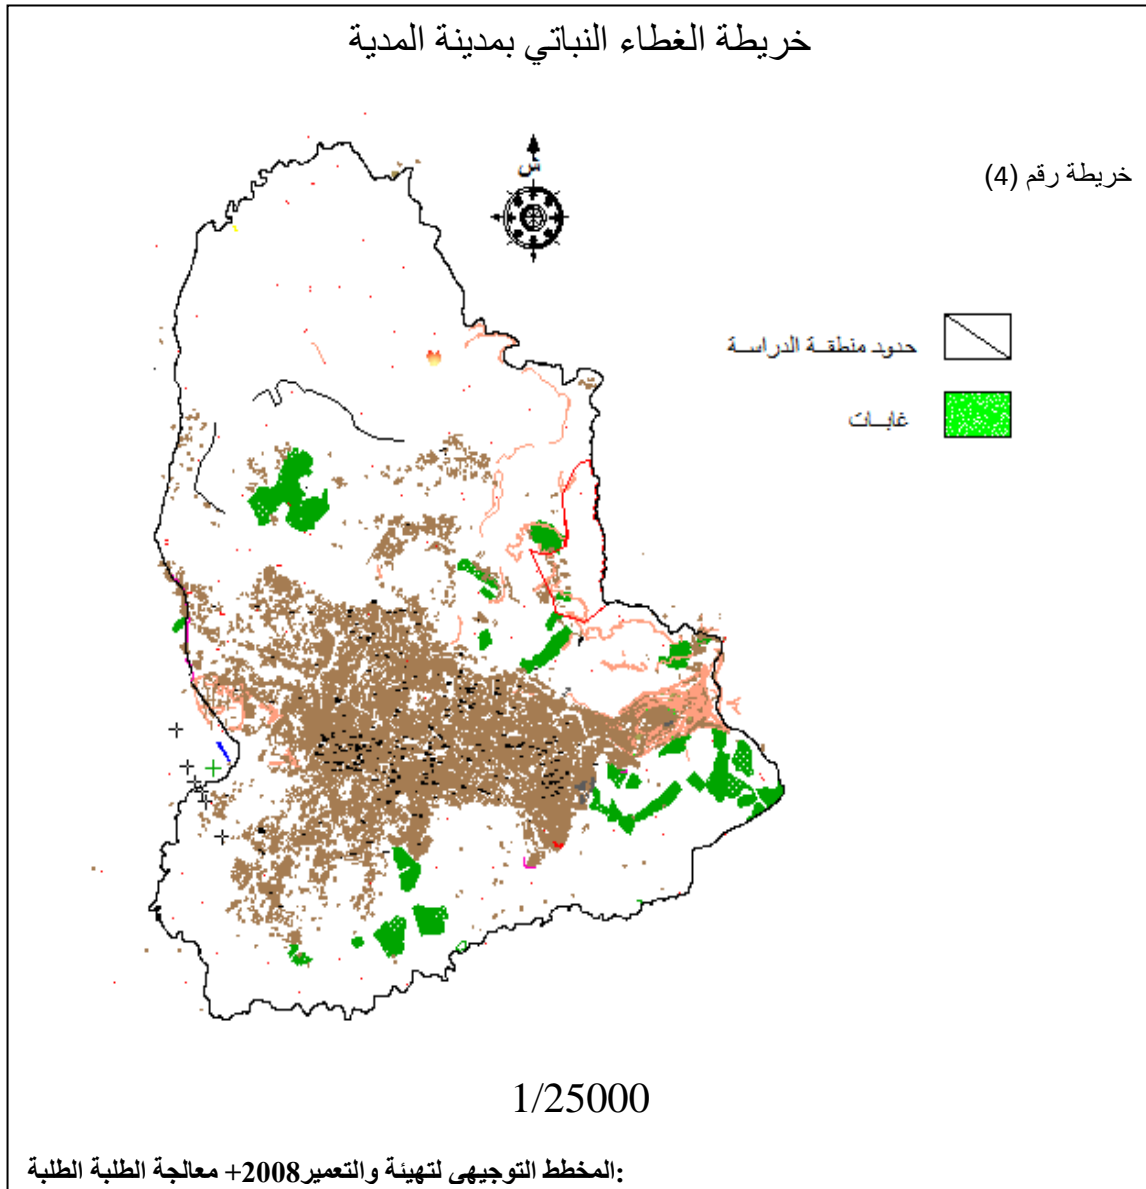 خريطة الغطاء النباتي بمدينة المدية
ش
خريطة رقم (4)
حدود منطقة الدراسة
غابات
1/25000
المخطط التوجيهي لتهيئة والتعمير2008+ معالجة الطلبة الطلبة: